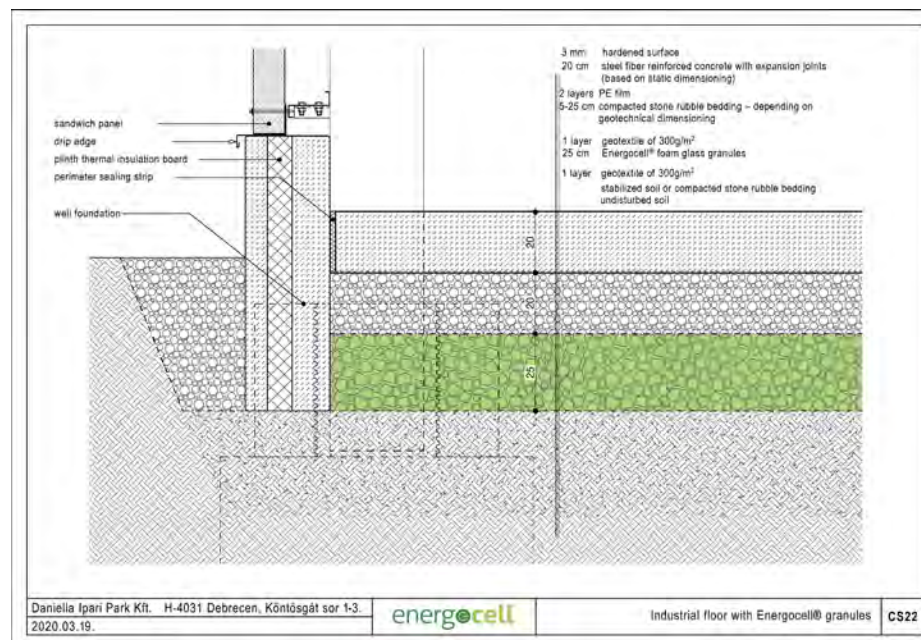 3 mm hardened surface
20 cm steel fiber reinforced concrete with expansion joints
(based on static dimensioning)
2 layers PE film
5-25 cm compacted stone rubble bedding – depending on
geotechnical dimensioning
1 layer geotextile of 300g/m²
25 cm Energocell® foam glass granules
1 layer geotextile of 300g/m²
stabilized soil or compacted stone rubble bedding
undisturbed soil
sandwich panel
drip edge
plinth thermal insulation board
perimeter sealing strip
well foundation
20
20
25
Daniella Ipari Park Kft. H-4031 Debrecen, Köntösgát sor 1-3.
2020.03.19.
energocell
Industrial floor with Energocell® granules
CS22